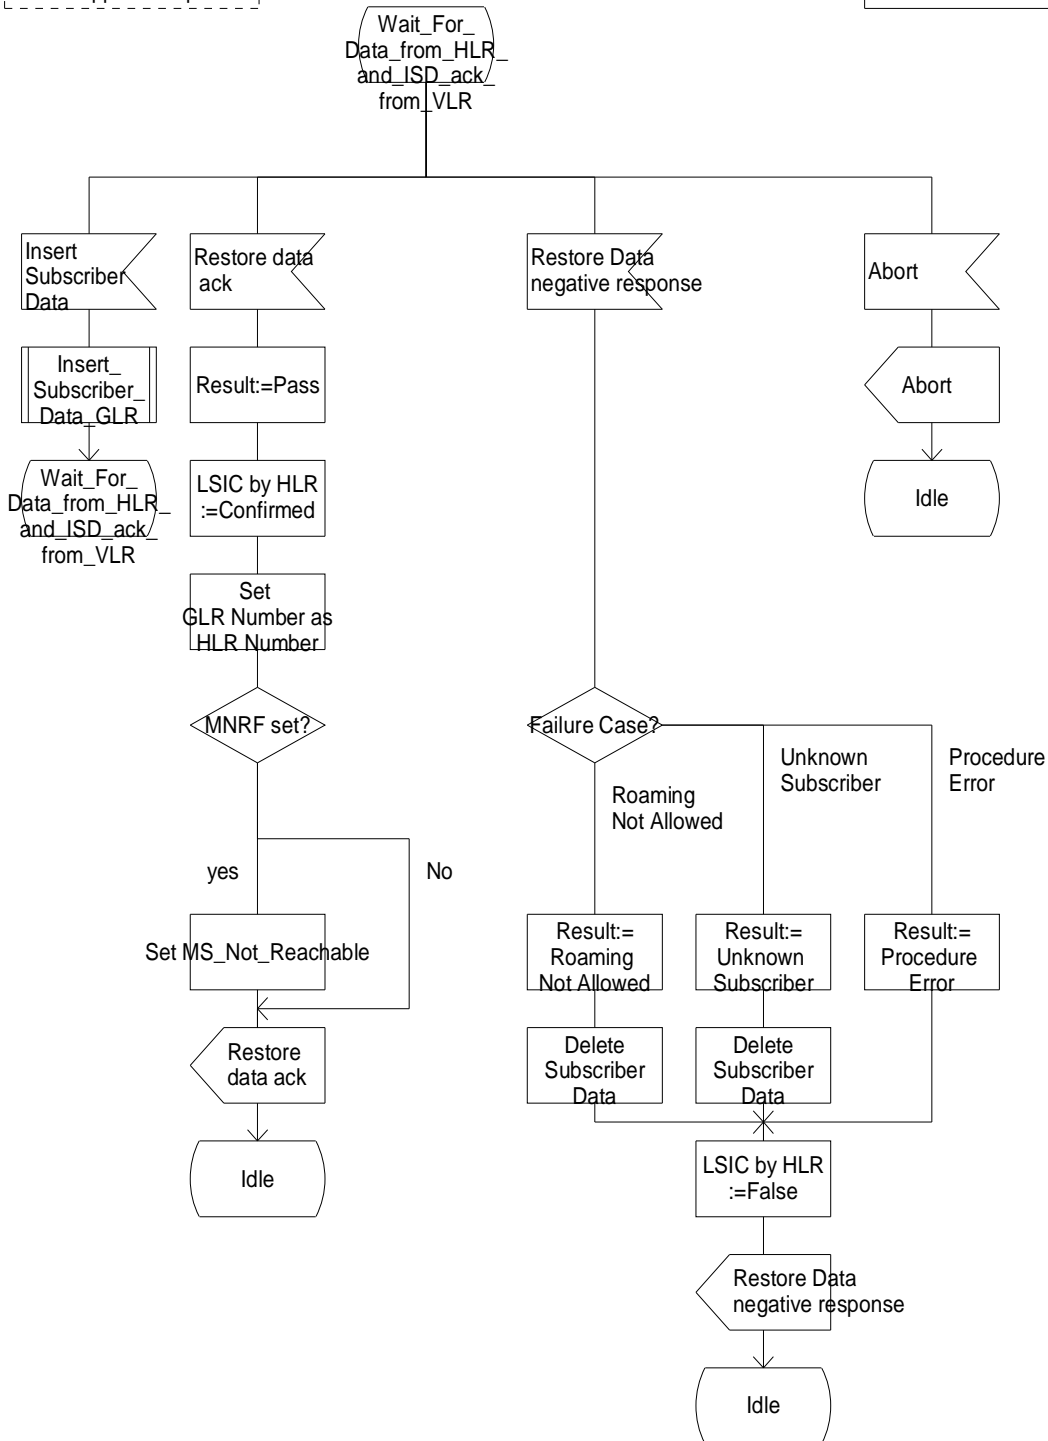 Wait_For_
Data_from_HLR_
and_ISD_ack_
from_VLR
Insert
Subscriber
Data
Restore data
ack
Restore Data
negative response
Abort
Insert_
Subscriber_
Data_GLR
Result:=Pass
Abort
Wait_For_
Data_from_HLR_
and_ISD_ack_
from_VLR
LSIC by HLR
:=Confirmed
Idle
Set
GLR Number as
HLR Number
MNRF set?
Failure Case?
Roaming
Not Allowed
Unknown
Subscriber
Procedure
Error
yes
No
Set MS_Not_Reachable
Result:=
Roaming
Not Allowed
Result:=
Unknown
Subscriber
Result:=
Procedure
Error
Restore
data ack
Delete
Subscriber
Data
Delete
Subscriber
Data
Idle
LSIC by HLR
:=False
Restore Data
negative response
Idle